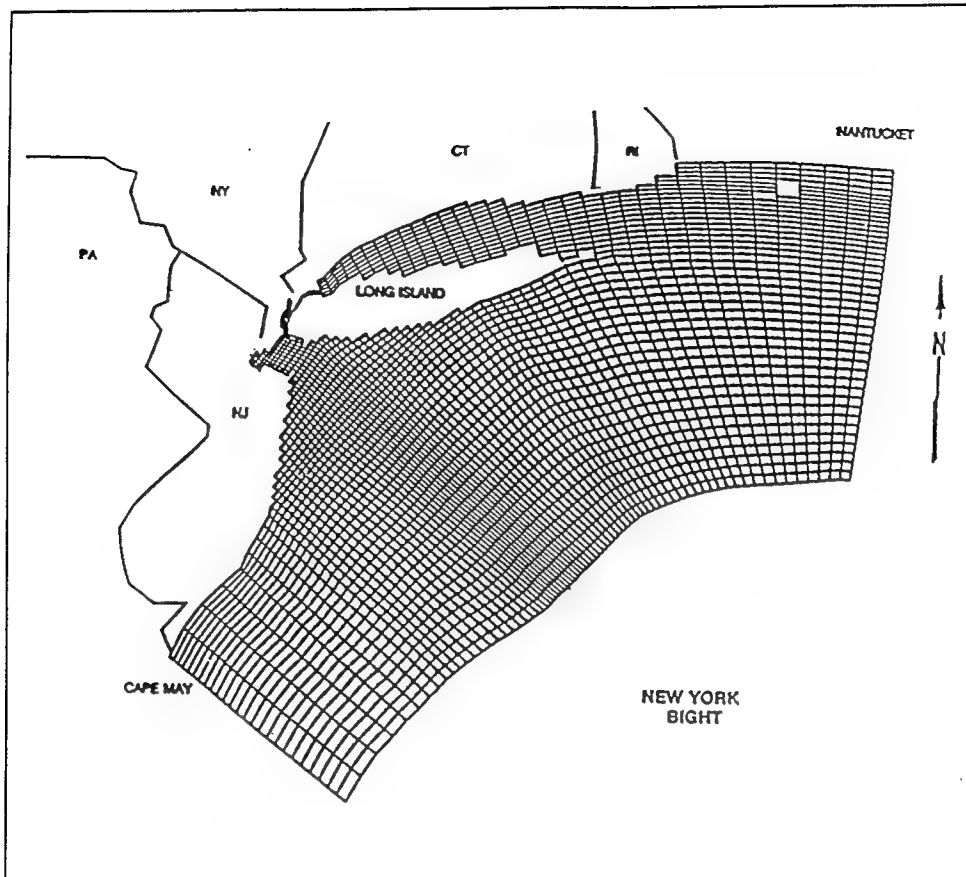 NANTUCKET
CT
RI
NY
PA
LONG ISLAND
N
NJ
CAPE MAY
NEW YORK
BIGHT